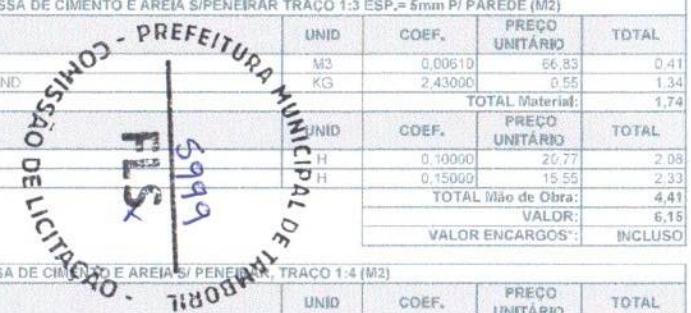 SSA DE CIMENTO E AREIA S/PENEIRAR TRAÇO 1:3 ESP.= 5mm P/ PAREDE (M2)
UNID COEF. PREÇO UNITÁRIO TOTAL
M3 0,00610 66,83 0,41
ND KG 2,43000 0,55 1,34
TOTAL Material: 1,74
UNID COEF. PREÇO UNITÁRIO TOTAL
H 0,10000 20,77 2,08
H 0,15000 15,55 2,33
TOTAL Mão de Obra: 4,41
VALOR: 6,15
VALOR ENCARGOS*: INCLUSO
SA DE CIMENTO E AREIA S/ PENEIRAR, TRAÇO 1:4 (M2)
UNID COEF. PREÇO UNITÁRIO TOTAL
COMISSÃO DE LICITAÇÃO - PREFEITURA MUNICIPAL DE TAMBORIL
FLS
5999